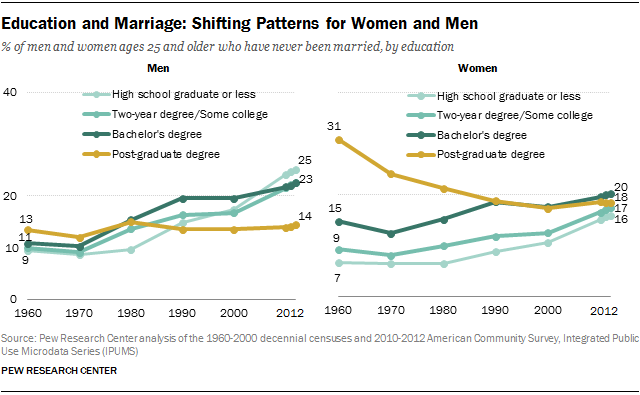 Education and Marriage: Shifting Patterns for Women and Men
% of men and women ages 25 and older who have never been married, by education
Men
40
High school graduate or less
Two-year degree/Some college
Bachelor's degree
Post-graduate degree
25
23
20
13
11
14
10
9
0
1960 1970 1980 1990 2000 2012
Women
High school graduate or less
Two-year degree/Some college
Bachelor's degree
Post-graduate degree
31
20
18
15
17
16
9
7
1960 1970 1980 1990 2000 2012
Source: Pew Research Center analysis of the 1960-2000 decennial censuses and 2010-2012 American Community Survey, Integrated Public
Use Microdata Series (IPUMS)
PEW RESEARCH CENTER